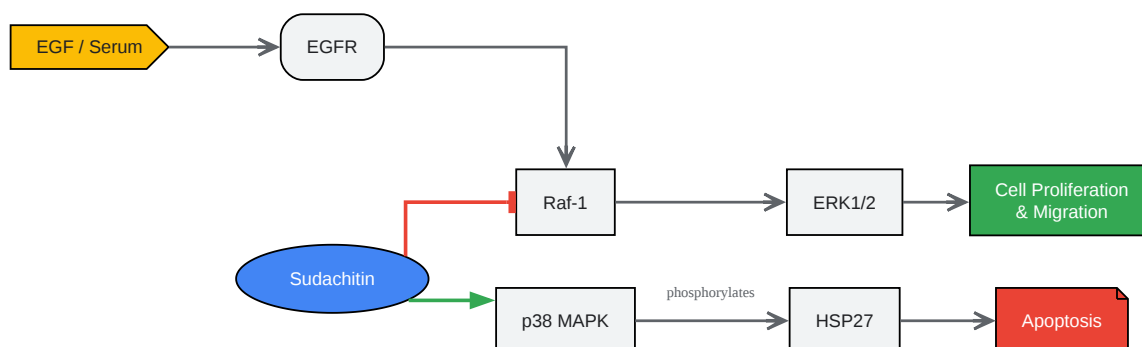 EGF / Serum
EGFR
Raf-1
ERK1/2
Cell Proliferation
& Migration
Sudachitin
p38 MAPK
phosphorylates
HSP27
Apoptosis